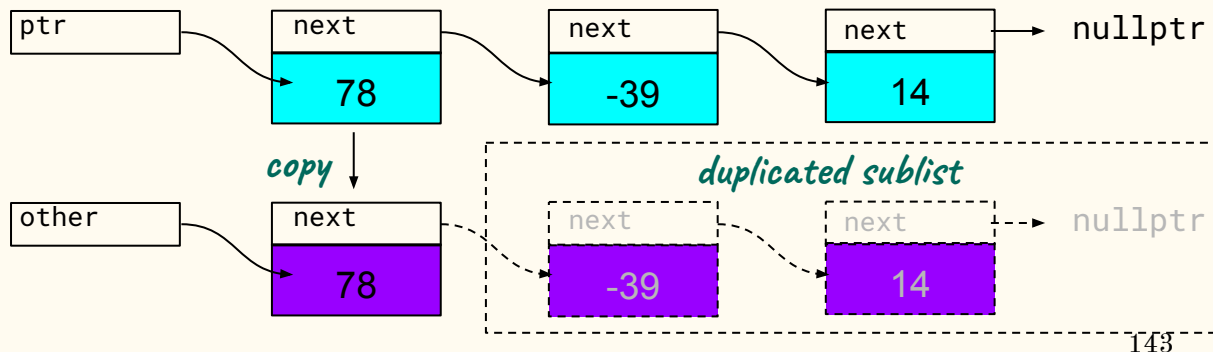 ptr
next
next
next
nullptr
78
-39
14
copy
duplicated sublist
other
next
next
next
nullptr
78
-39
14
143